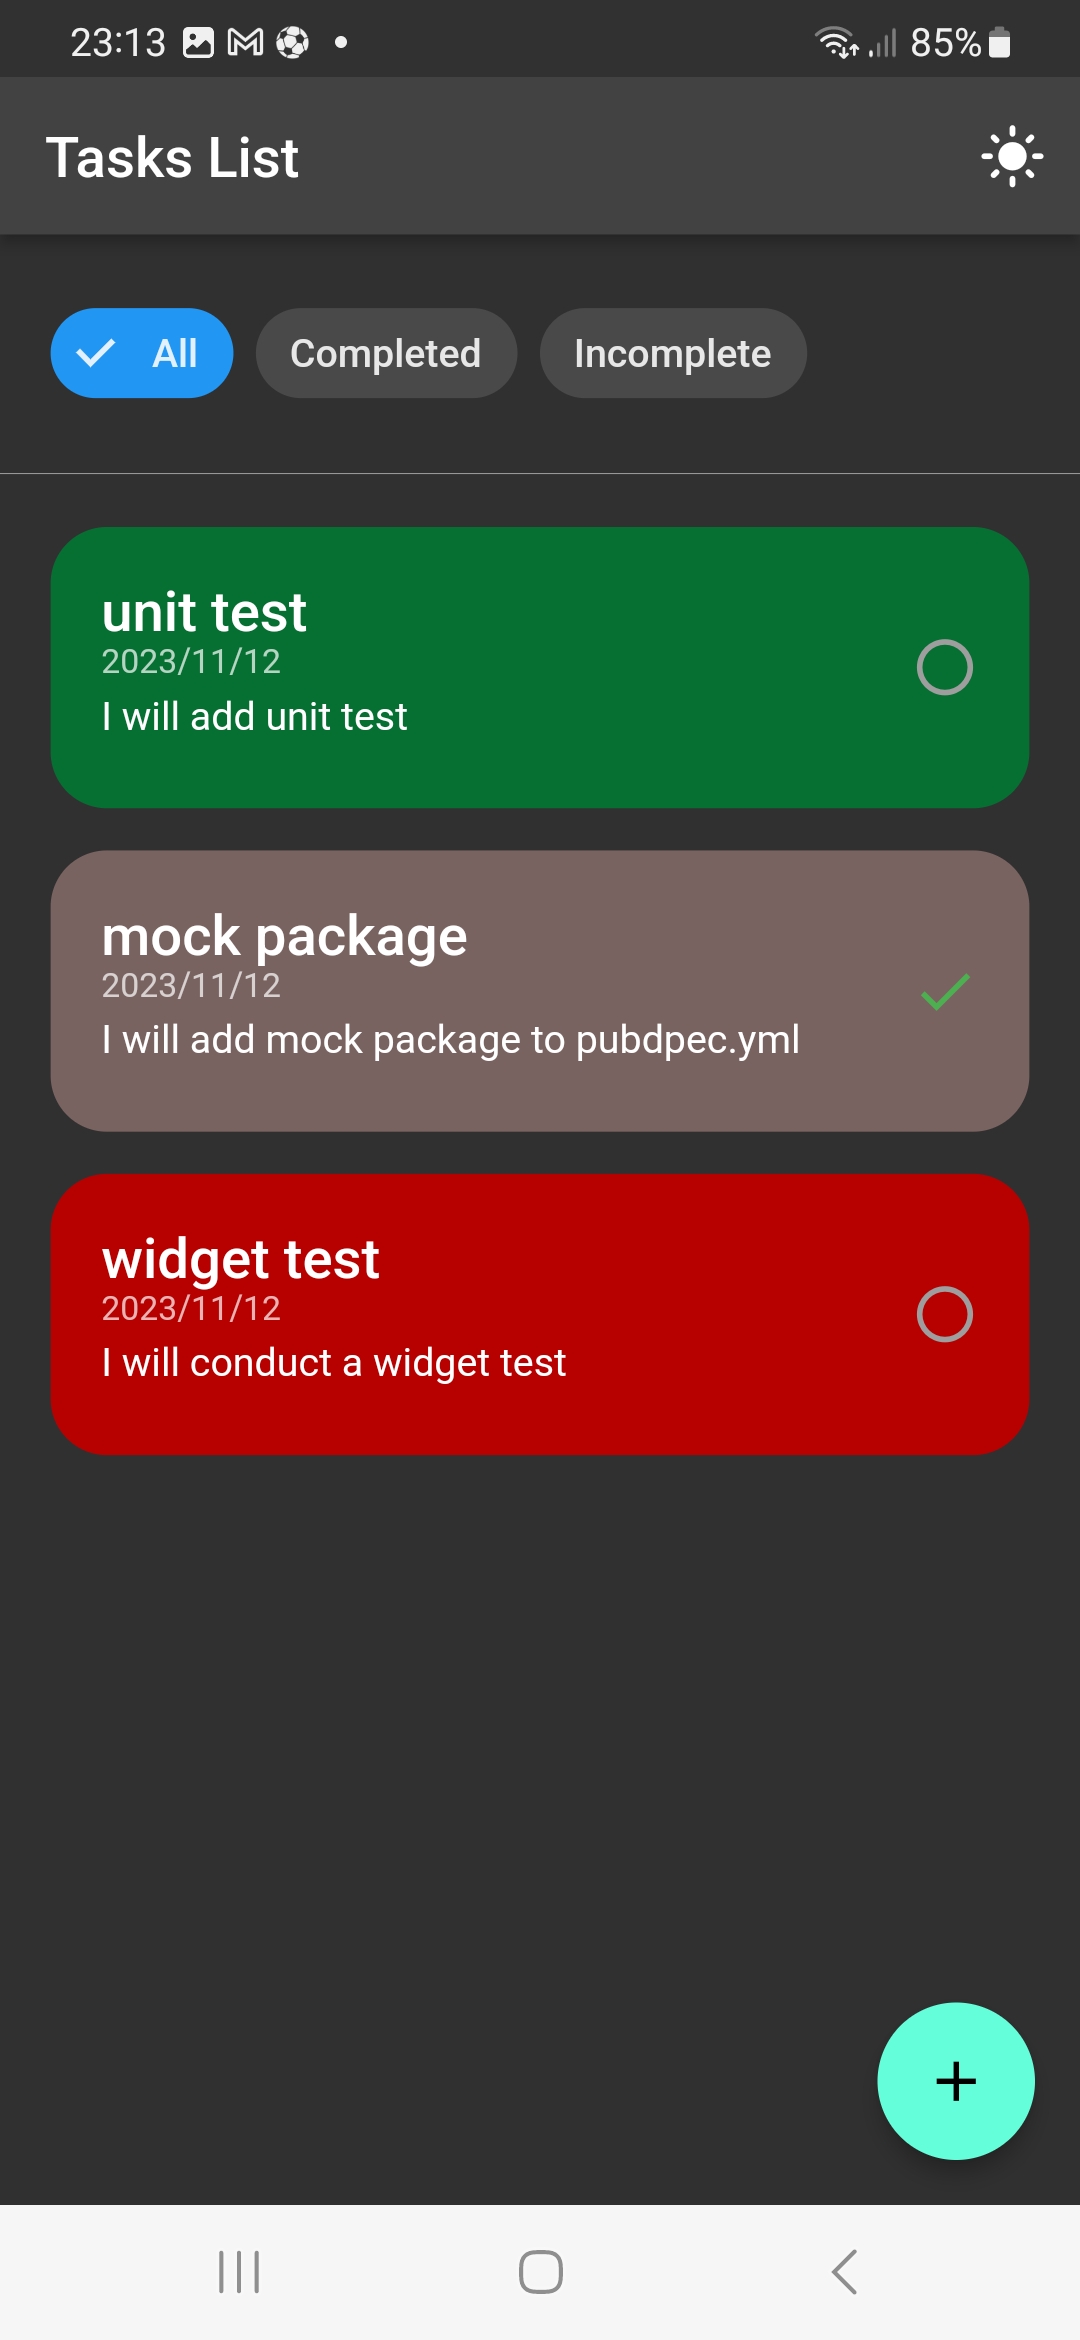 23:13
85%
Tasks List
All
Completed
Incomplete
unit test
2023/11/12
I will add unit test
mock package
2023/11/12
I will add mock package to pubdpec.yml
widget test
2023/11/12
I will conduct a widget test